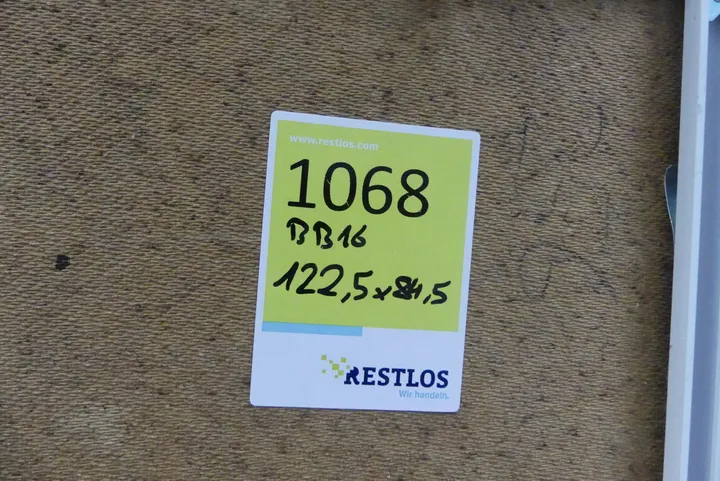 www.restlos.com
1068
BB16
122,5x84,5
RESTLOS
Wir handeln.